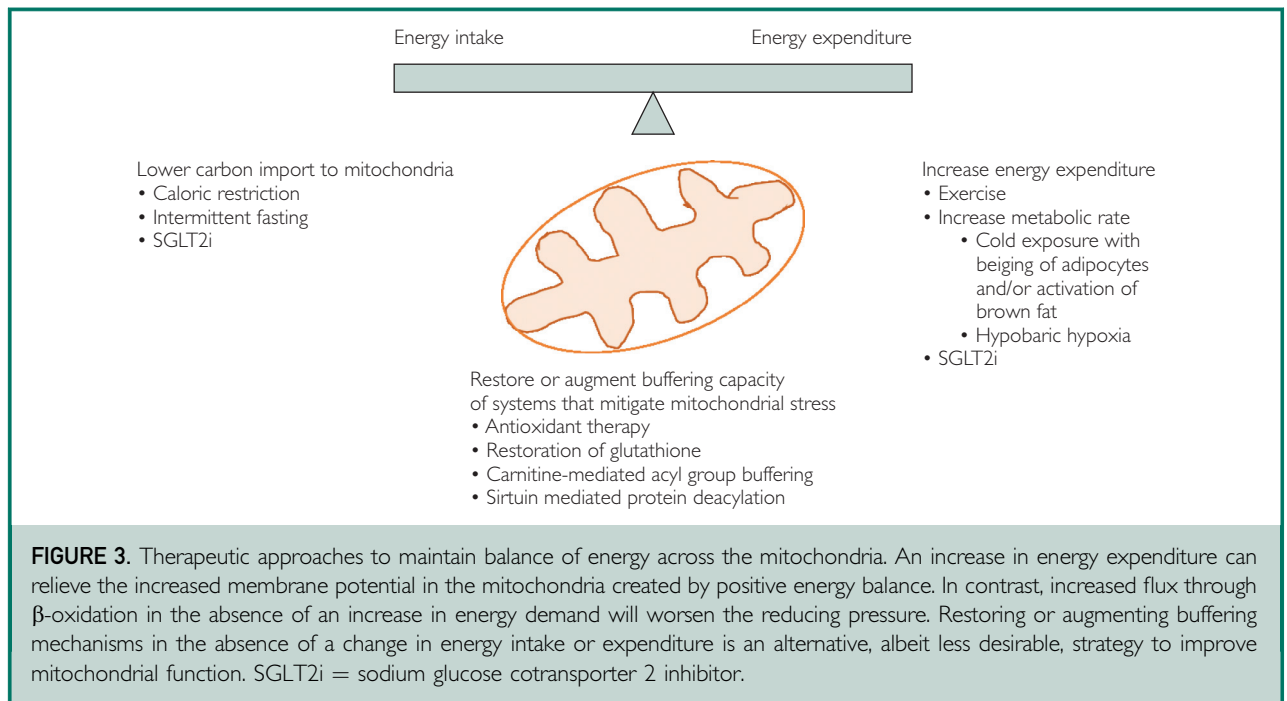 Energy intake
Energy expenditure
Lower carbon import to mitochondria
• Caloric restriction
• Intermittent fasting
• SGLT2i
Increase energy expenditure
• Exercise
• Increase metabolic rate
• Cold exposure with
beiging of adipocytes
and/or activation of
brown fat
• Hypobaric hypoxia
• SGLT2i
Restore or augment buffering capacity
of systems that mitigate mitochondrial stress
• Antioxidant therapy
• Restoration of glutathione
• Carnitine-mediated acyl group buffering
• Sirtuin mediated protein deacylation
FIGURE 3. Therapeutic approaches to maintain balance of energy across the mitochondria. An increase in energy expenditure can
relieve the increased membrane potential in the mitochondria created by positive energy balance. In contrast, increased flux through
β-oxidation in the absence of an increase in energy demand will worsen the reducing pressure. Restoring or augmenting buffering
mechanisms in the absence of a change in energy intake or expenditure is an alternative, albeit less desirable, strategy to improve
mitochondrial function. SGLT2i = sodium glucose cotransporter 2 inhibitor.